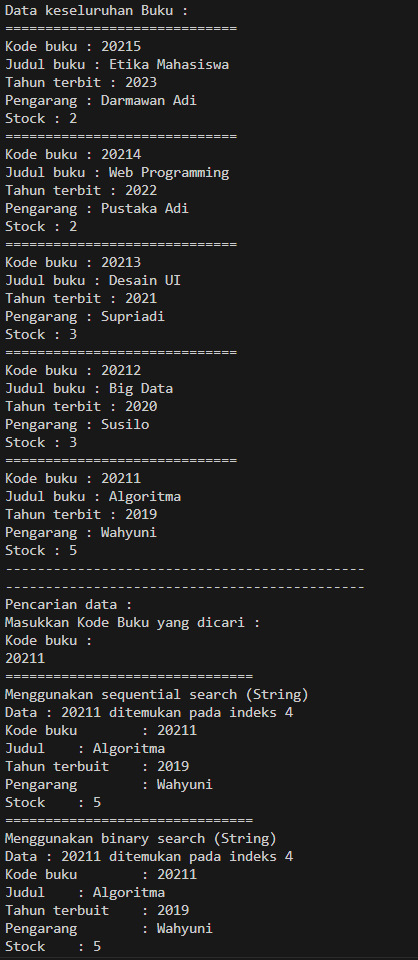 Data keseluruhan Buku :
=============================
Kode buku : 20215
Judul buku : Etika Mahasiswa
Tahun terbit : 2023
Pengarang : Darmawan Adi
Stock : 2
=============================
Kode buku : 20214
Judul buku : Web Programming
Tahun terbit : 2022
Pengarang : Pustaka Adi
Stock : 2
=============================
Kode buku : 20213
Judul buku : Desain UI
Tahun terbit : 2021
Pengarang : Supriadi
Stock : 3
=============================
Kode buku : 20212
Judul buku : Big Data
Tahun terbit : 2020
Pengarang : Susilo
Stock : 3
=============================
Kode buku : 20211
Judul buku : Algoritma
Tahun terbit : 2019
Pengarang : Wahyuni
Stock : 5
---------------------------------------------
---------------------------------------------
Pencarian data :
Masukkan Kode Buku yang dicari :
Kode buku :
20211
===============================
Menggunakan sequential search (String)
Data : 20211 ditemukan pada indeks 4
Kode buku        : 20211
Judul    : Algoritma
Tahun terbuit    : 2019
Pengarang        : Wahyuni
Stock    : 5
===============================
Menggunakan binary search (String)
Data : 20211 ditemukan pada indeks 4
Kode buku        : 20211
Judul    : Algoritma
Tahun terbuit    : 2019
Pengarang        : Wahyuni
Stock    : 5